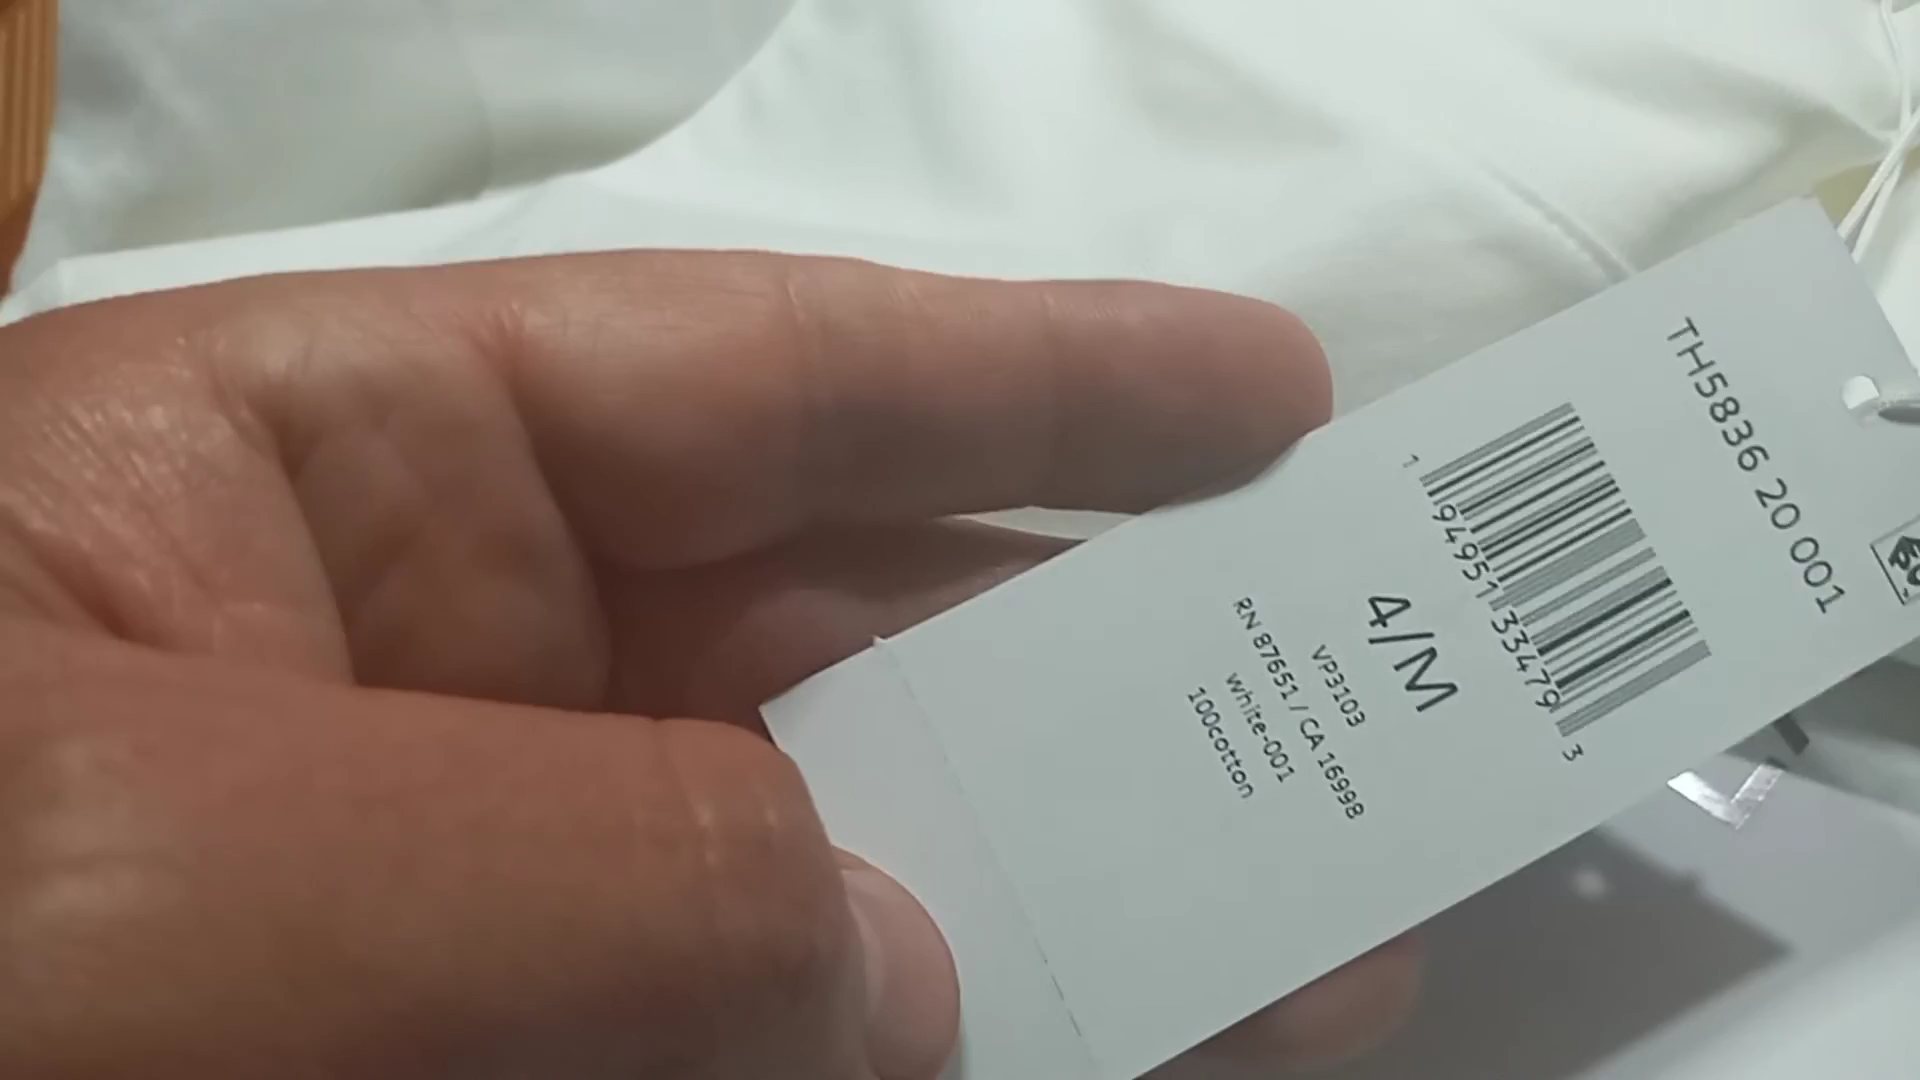 TH5836 20 001
1 94951 33479 3
4/M
VP3103
RN 87651 / CA 16998
white-001
100cotton